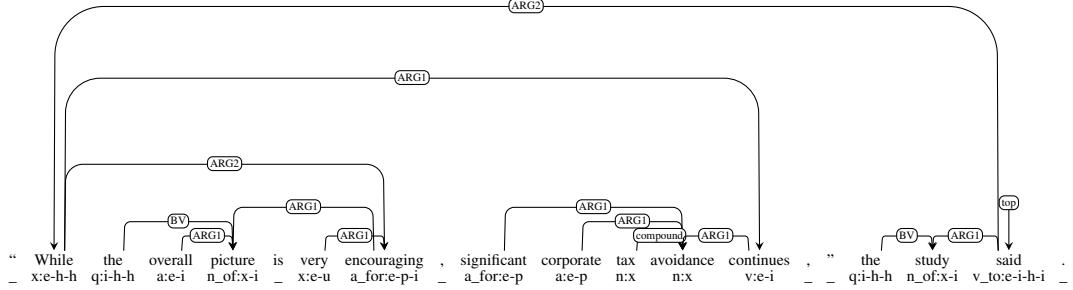 ARG2
ARG1
ARG2
top
ARG1 ARG1
BV ARG1
ARG1 ARG1 compound ARG1 BV ARG1
“ While the overall picture is very encouraging , significant corporate tax avoidance continues , ” the study said .
_ x:e-h-h q:i-h-h a:e-i n_of:x-i _ x:e-u a_for:e-p-i _ a_for:e-p a:e-p n:x n:x v:e-i _ _ q:i-h-h n_of:x-i v_to:e-i-h-i _